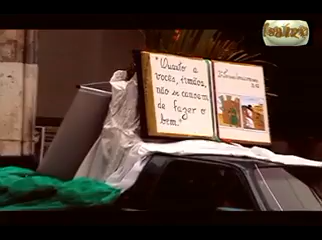 "Quanto a
vocês, irmãos,
não se cansem
de fazer o
bem."